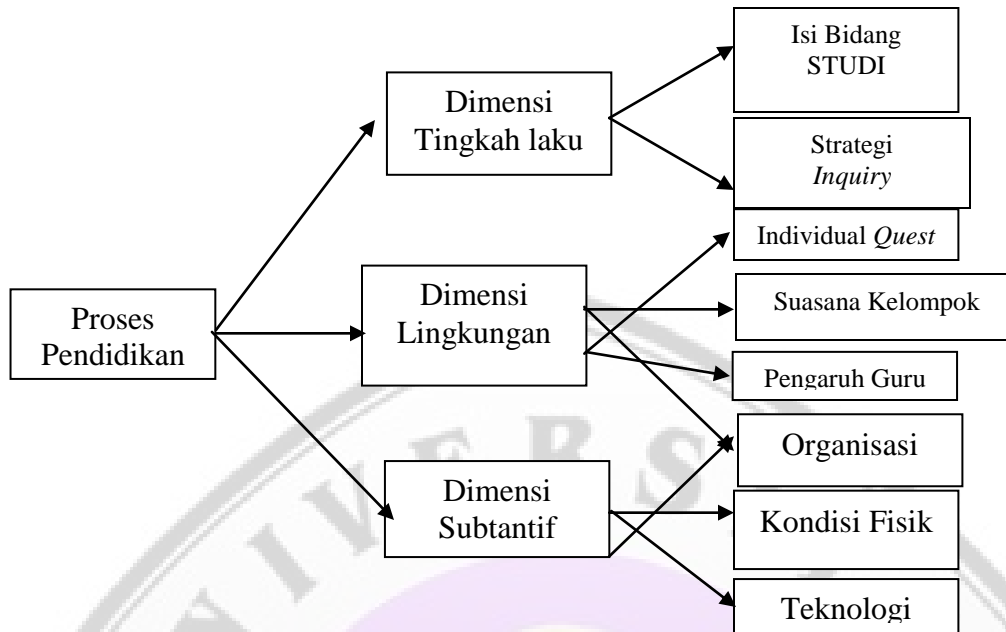 Proses
Pendidikan
Dimensi
Tingkah laku
Dimensi
Lingkungan
Dimensi
Subtantif
Isi Bidang
STUDI
Strategi
Inquiry
Individual Quest
Suasana Kelompok
Pengaruh Guru
Organisasi
Kondisi Fisik
Teknologi